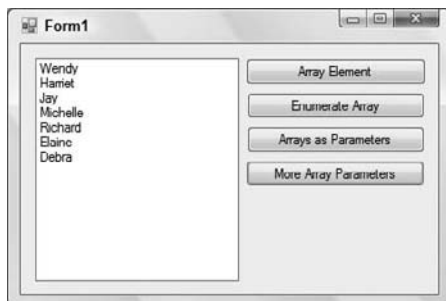 Form1
Wendy
Harriet
Jay
Michelle
Richard
Elaine
Debra
Array Element
Enumerate Array
Arrays as Parameters
More Array Parameters